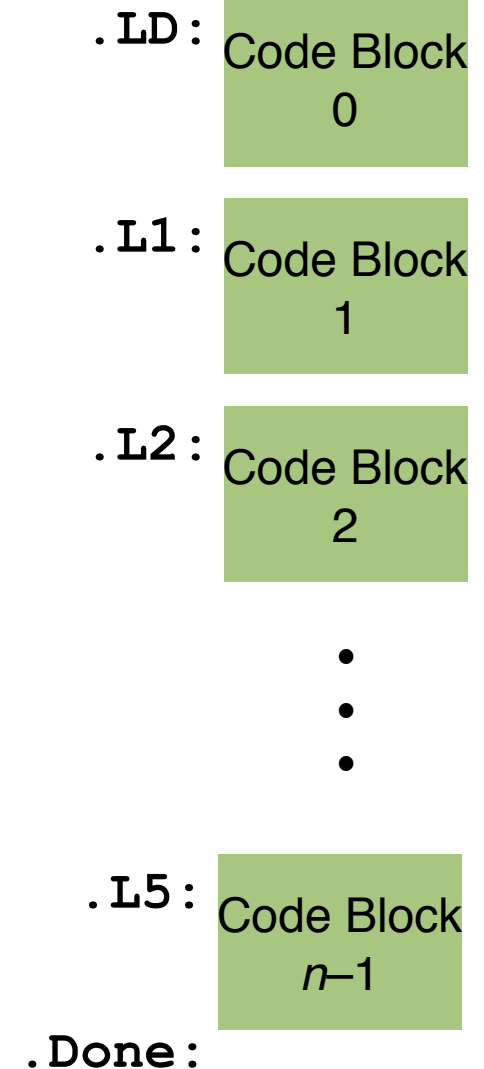 .LD:
Code Block
0
.L1:
Code Block
1
.L2:
Code Block
2
•
•
•
.L5:
Code Block
n–1
.Done: